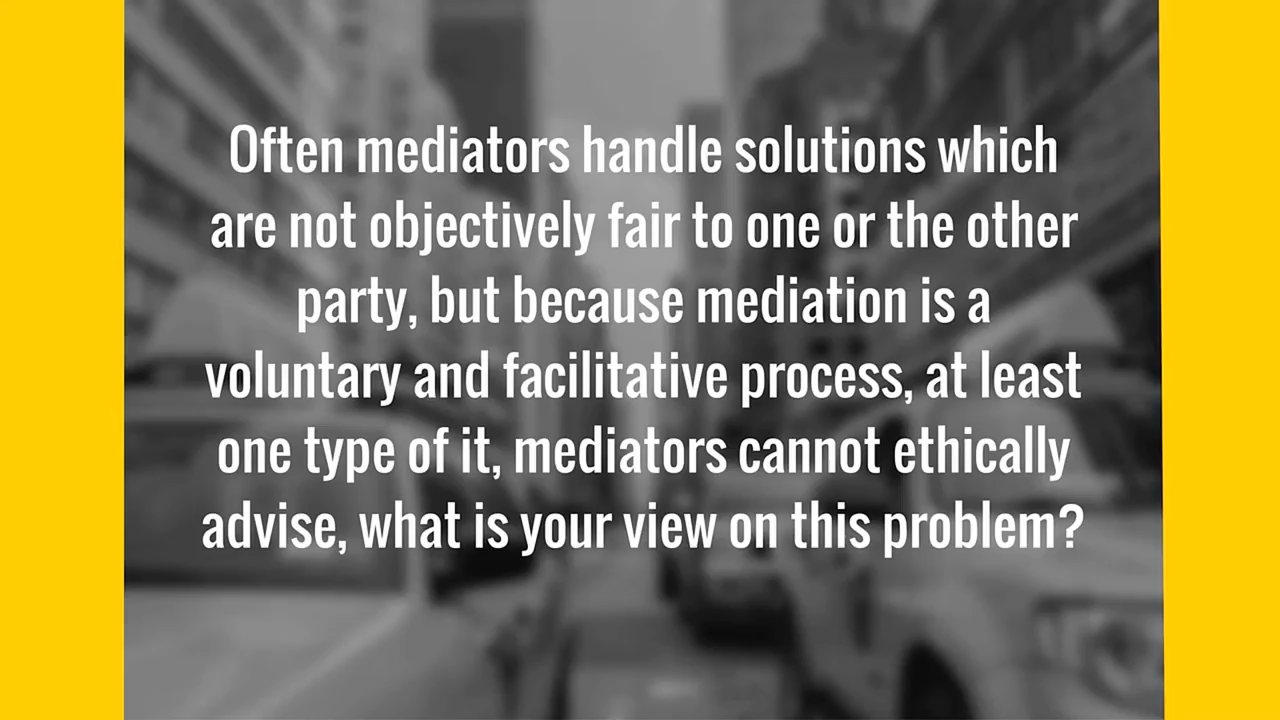 Often mediators handle solutions which
are not objectively fair to one or the other
party, but because mediation is a
voluntary and facilitative process, at least
one type of it, mediators cannot ethically
advise, what is your view on this problem?